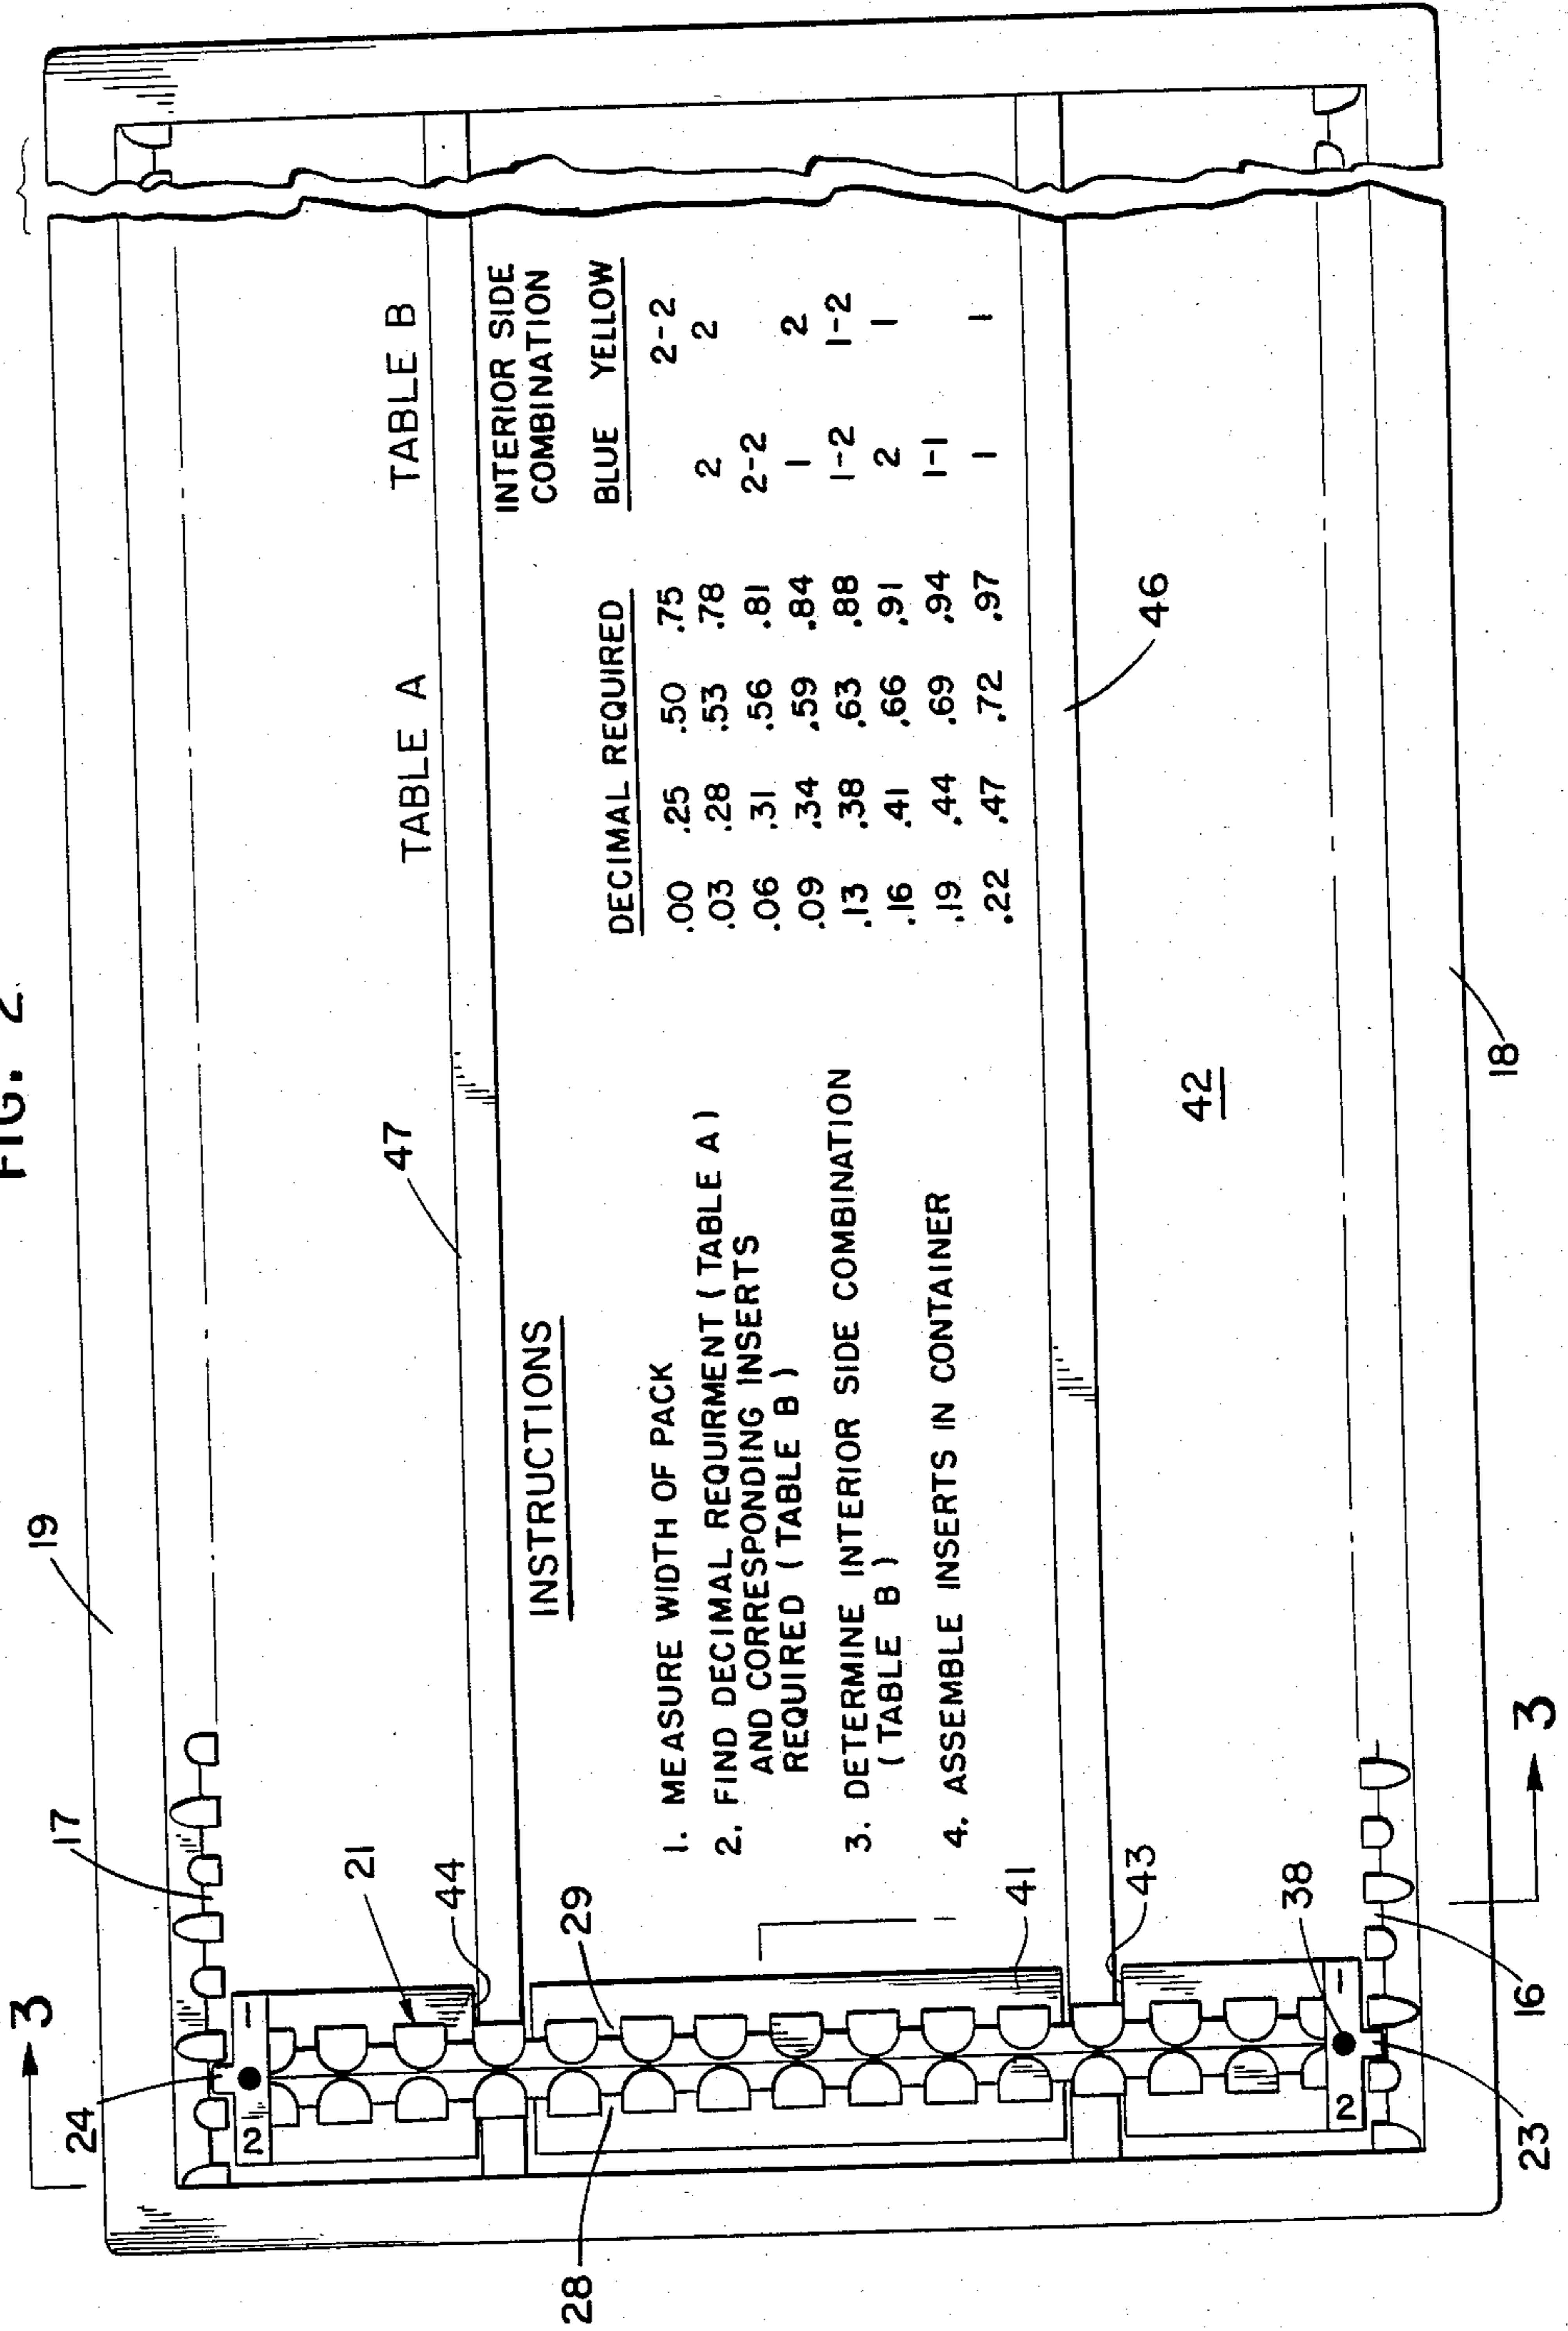 FIG. 2
19
47
TABLE A
TABLE B
17
3
24
21
44
INSTRUCTIONS
1. MEASURE WIDTH OF PACK
2. FIND DECIMAL REQUIRMENT (TABLE A)
AND CORRESPONDING INSERTS
REQUIRED (TABLE B)
3. DETERMINE INTERIOR SIDE COMBINATION
(TABLE B)
4. ASSEMBLE INSERTS IN CONTAINER
INTERIOR SIDE
COMBINATION
DECIMAL REQUIRED BLUE YELLOW
.00 .25 .50 .75 2-2
.03 .28 .53 .78 2 2
.06 .31 .56 .81 2-2
.09 .34 .59 .84 1 2
.13 .38 .63 .88 1-2 1-2
.16 .41 .66 .91 2 1
.19 .44 .69 .94 1-1
.22 .47 .72 .97 1 1
2 1
28
29
41
43
46
42
38
2 1
23
16
18
3